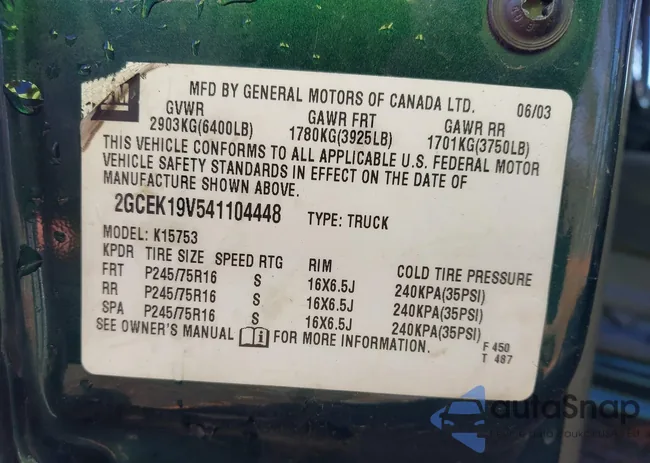 MFD BY GENERAL MOTORS OF CANADA LTD. 06/03
GVWR GAWR FRT GAWR RR
2903KG(6400LB) 1780KG(3925LB) 1701KG(3750LB)
THIS VEHICLE CONFORMS TO ALL APPLICABLE U.S. FEDERAL MOTOR
VEHICLE SAFETY STANDARDS IN EFFECT ON THE DATE OF
MANUFACTURE SHOWN ABOVE.
2GCEK19V541104448 TYPE: TRUCK
MODEL: K15753
KPDR TIRE SIZE SPEED RTG RIM COLD TIRE PRESSURE
FRT P245/75R16 S 16X6.5J 240KPA(35PSI)
RR P245/75R16 S 16X6.5J 240KPA(35PSI)
SPA P245/75R16 S 16X6.5J 240KPA(35PSI)
SEE OWNER'S MANUAL FOR MORE INFORMATION.
F 450
T 487
autoSnap